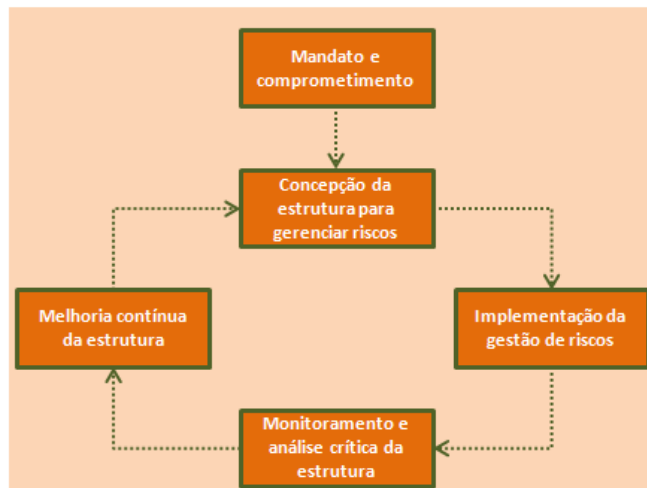 Mandato e
comprometimento
Concepção da
estrutura para
gerenciar riscos
Melhoria contínua
da estrutura
Implementação da
gestão de riscos
Monitoramento e
análise crítica da
estrutura